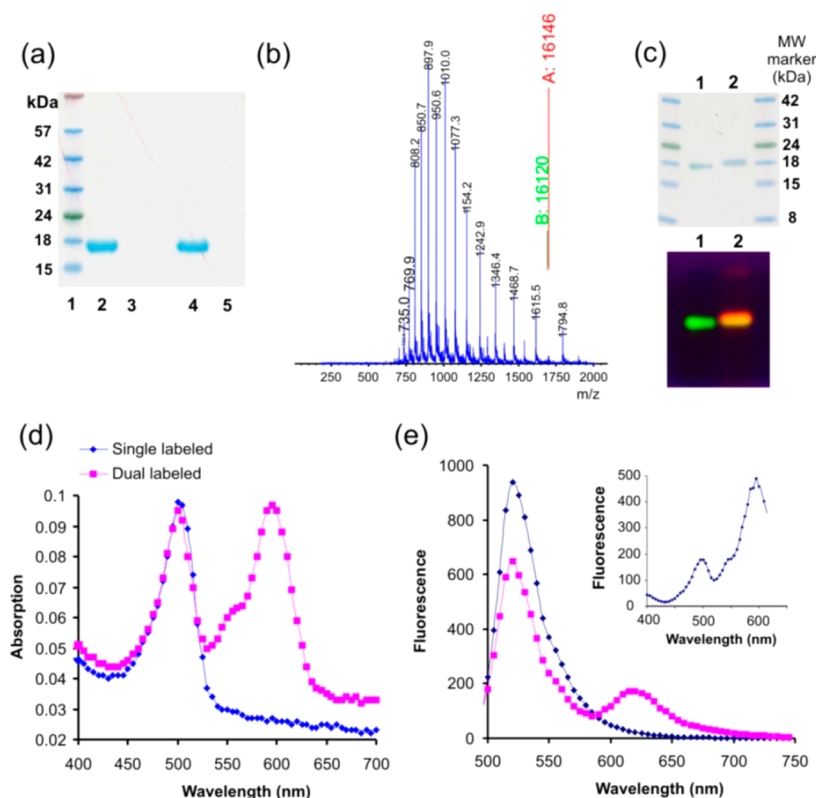 (a)
kDa
57
42
31
24
18
15
1 2 3 4 5
(b)
735.0
769.9
808.2
850.7
897.9
950.6
1010.0
1077.3
1154.2
1242.9
1346.4
1468.7
1615.5
1794.8
A: 16146
B: 16120
250 500 750 1000 1250 1500 1750 2000
m/z
(c)
MW
marker
(kDa)
1 2
42
31
24
18
15
8
1 2
(d)
Single labeled
Dual labeled
0.1
0.09
0.08
0.07
0.06
0.05
0.04
0.03
0.02
Absorption
400 450 500 550 600 650 700
Wavelength (nm)
(e)
1000
800
600
400
200
0
Fluorescence
500 550 600 650 700 750
Wavelength (nm)
500
400
300
200
100
0
Fluorescence
400 500 600
Wavelength (nm)